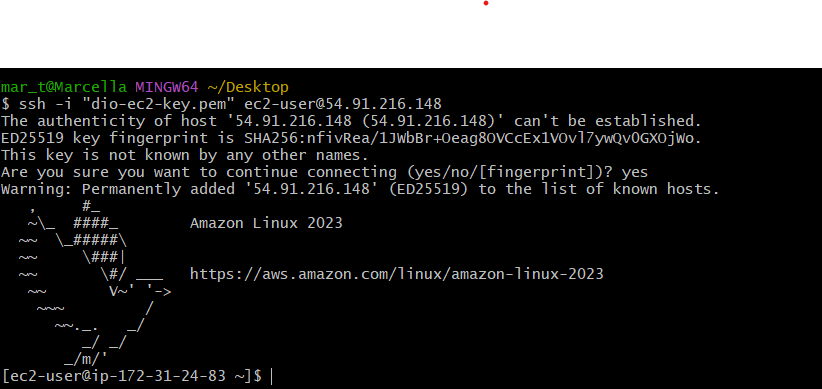 mar_t@Marcella MINGW64 ~/Desktop
$ ssh -i "dio-ec2-key.pem" ec2-user@54.91.216.148
The authenticity of host '54.91.216.148 (54.91.216.148)' can't be established.
ED25519 key fingerprint is SHA256:nfivRea/1JWbBr+Oeag8OVCcEx1VOvl7ywQvOGXOjWo.
This key is not known by any other names.
Are you sure you want to continue connecting (yes/no/[fingerprint])? yes
Warning: Permanently added '54.91.216.148' (ED25519) to the list of known hosts.
   ,     #_
   ~\_  ####_        Amazon Linux 2023
  ~~  \_#####\
  ~~     \###|
  ~~       \#/ ___   https://aws.amazon.com/linux/amazon-linux-2023
   ~~       V~' '->
    ~~~         /
      ~~._.   _/
         _/ _/
       _/m/'
[ec2-user@ip-172-31-24-83 ~]$